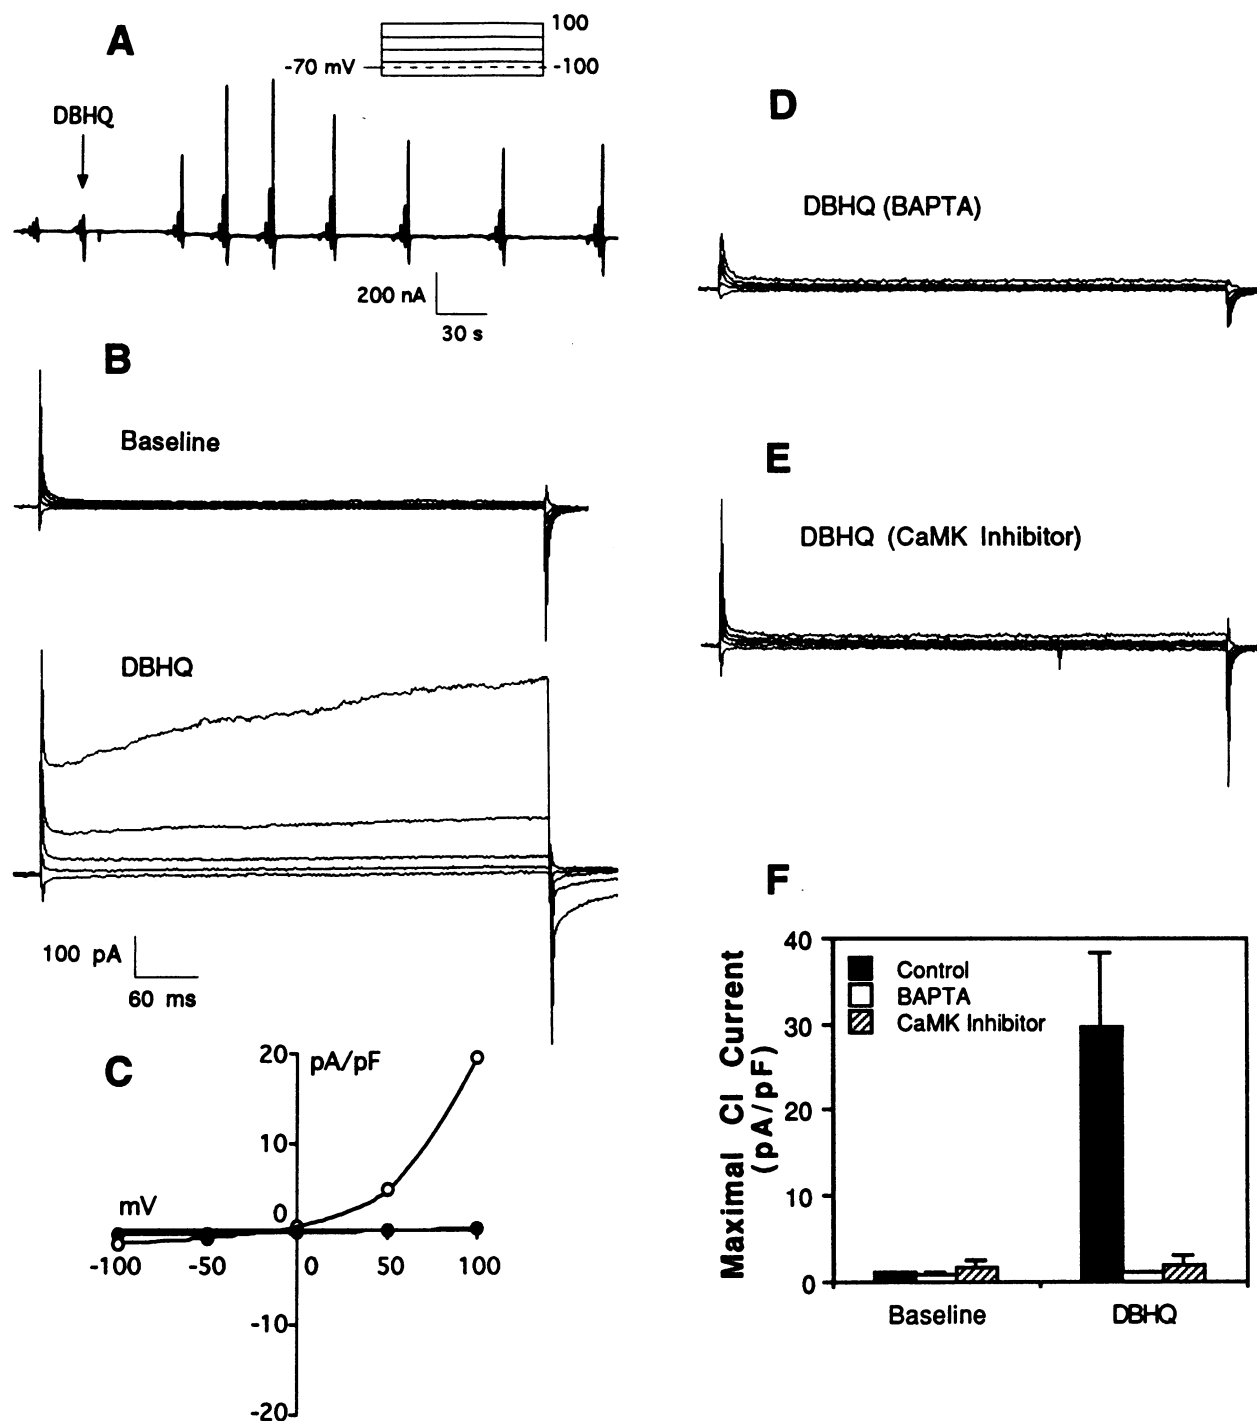 A
100
-70 mV
-100
DBHQ
200 nA
30 s
B
Baseline
DBHQ
100 pA
60 ms
C
20
pA/pF
10
mV
0
-100
-50
0
50
100
-10
-20
D
DBHQ (BAPTA)
E
DBHQ (CaMK Inhibitor)
F
Maximal Cl Current
(pA/pF)
40
30
20
10
0
Control
BAPTA
CaMK Inhibitor
Baseline
DBHQ